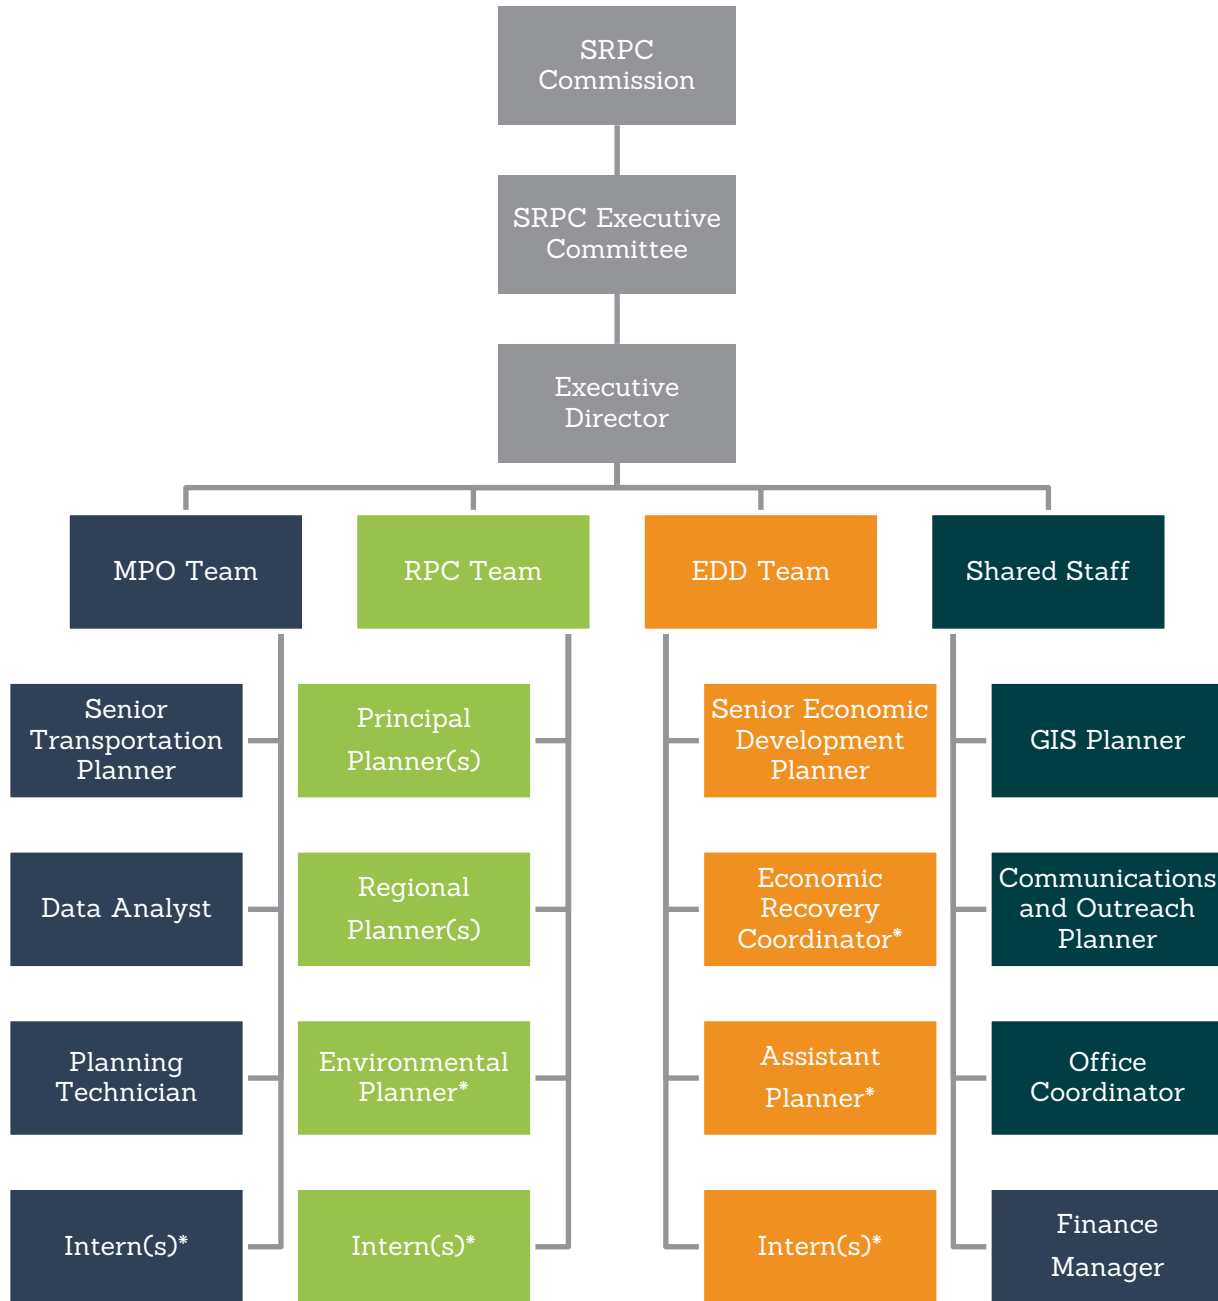 SRPC
Commission
SRPC Executive
Committee
Executive
Director
MPO Team
RPC Team
EDD Team
Shared Staff
Senior
Transportation
Planner
Principal
Planner(s)
Senior Economic
Development
Planner
GIS Planner
Data Analyst
Regional
Planner(s)
Economic
Recovery
Coordinator*
Communications
and Outreach
Planner
Planning
Technician
Environmental
Planner*
Assistant
Planner*
Office
Coordinator
Intern(s)*
Intern(s)*
Intern(s)*
Finance
Manager